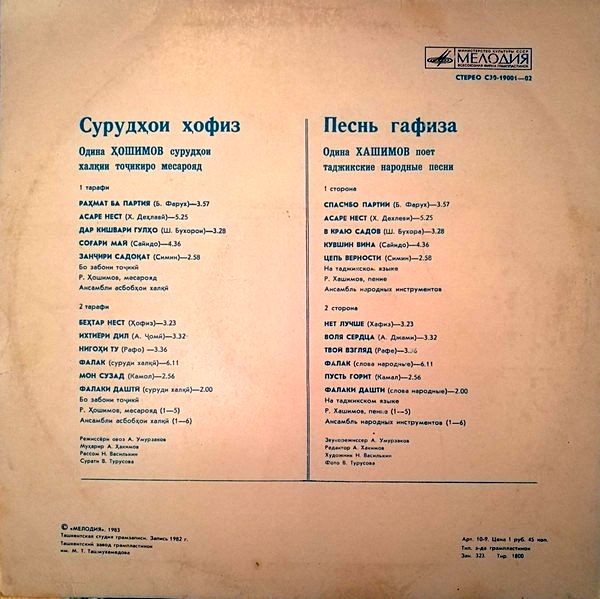 МИНИСТЕРСТВО КУЛЬТУРЫ СССР
МЕЛОДИЯ
ВСЕСОЮЗНАЯ ФИРМА ГРАМПЛАСТИНОК
СТЕРЕО С30-19001—02
Сурудҳои ҳофиз
Одина ҲОШИМОВ сурудҳои
халқии тоҷикиро месарояд
1 тарафи
РАҲМАТ БА ПАРТИЯ (Б. Фарух)—3.57
АСАРЕ НЕСТ (Х. Деҳлавӣ)—5.25
ДАР КИШВАРИ ГУЛҲО (Ш. Бухорои)—3.28
СОҒАРИ МАЙ (Сайидо)—4.36
ЗАНҶИРИ САДОҚАТ (Симин)—2.58
Бо забони тоҷикӣ
Р. Ҳошимов, месарояд
Ансамбли асбобҳои халқӣ
2 тарафи
БЕҲТАР НЕСТ (Ҳофиз)—3.23
ИХТИЁРИ ДИЛ (А. Ҷомӣ)—3.32
НИГОҲИ ТУ (Рафо)—3.36
ФАЛАК (суруди халқӣ)—6.11
МОН СУЗАД (Камол)—2.56
ФАЛАКИ ДАШТӢ (суруди халқӣ)—2.00
Бо забони тоҷикӣ
Р. Ҳошимов, месарояд (1—5)
Ансамбли асбобҳои халқӣ (1—6)
Режиссёри овоз А. Умурзаков
Муҳарир А. Ҳакимов
Рассом Н. Василькин
Сурати В. Турусова
Песнь гафиза
Одина ХАШИМОВ поет
таджикские народные песни
1 сторона
СПАСИБО ПАРТИИ (Б. Фарух)—3.57
АСАРЕ НЕСТ (Х. Дехлеви)—5.25
В КРАЮ САДОВ (Ш. Бухора)—3.28
КУВШИН ВИНА (Сайидо)—4.36
ЦЕПЬ ВЕРНОСТИ (Симин)—2.58
На таджикском языке
Р. Хашимов, пение
Ансамбль народных инструментов
2 сторона
НЕТ ЛУЧШЕ (Хафиз)—3.23
ВОЛЯ СЕРДЦА (А. Джами)—3.32
ТВОЙ ВЗГЛЯД (Рафе)—3.36
ФАЛАК (слова народные)—6.11
ПУСТЬ ГОРИТ (Камал)—2.56
ФАЛАКИ ДАШТИ (слова народные)—2.00
На таджикском языке
Р. Хашимов, пение (1—5)
Ансамбль народных инструментов (1—6)
Звукорежиссер А. Умурзаков
Редактор А. Хакимов
Художник Н. Васильkин
Фото В. Турусова
© «МЕЛОДИЯ», 1983
Ташкентская студия грамзаписи. Запись 1982 г.
Ташкентский завод грампластинок
им. М. Т. Ташмухамедова
Арт. 10-9. Цена 1 руб. 45 коп.
Тип. з-да грампластинок
Зак. 323. Тир. 1800